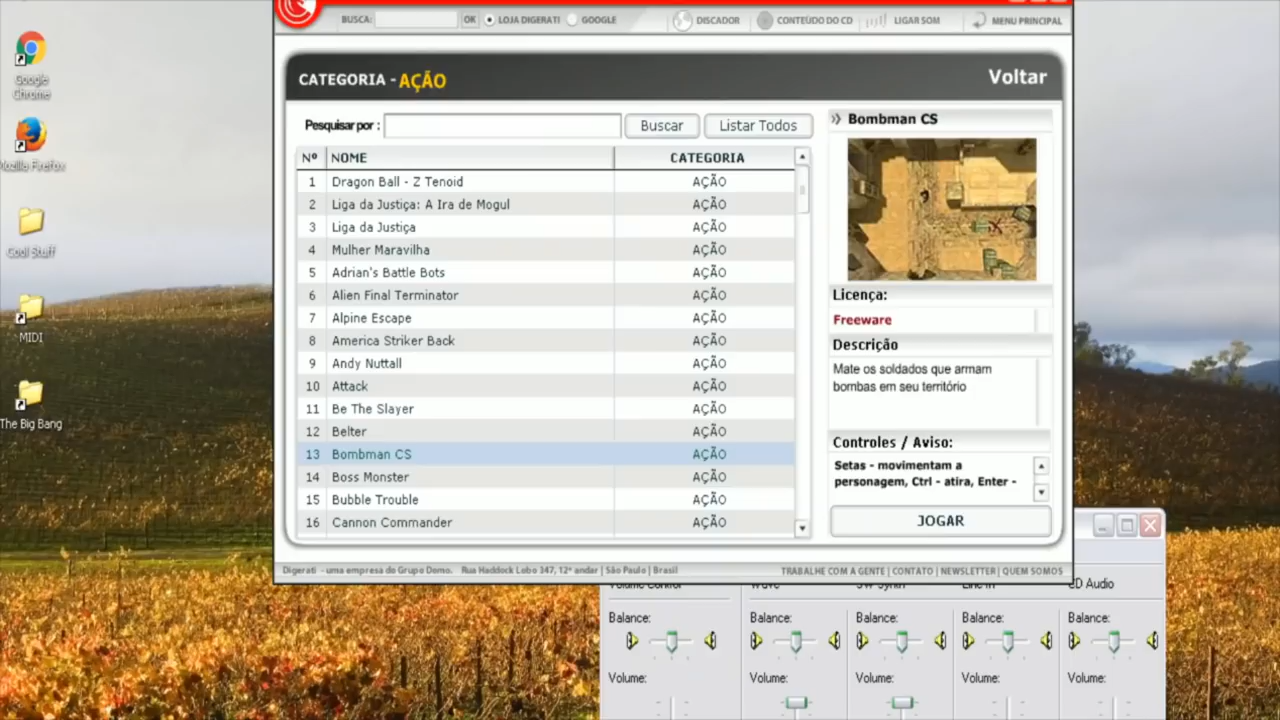 BUSCA: OK LOJA DIGERATI GOOGLE DISCADOR CONTEÚDO DO CD LIGAR SOM MENU PRINCIPAL
Google
Chrome
Mozilla Firefox
Cool Stuff
MIDI
The Big Bang
CATEGORIA - AÇÃO Voltar
Pesquisar por : Buscar Listar Todos
Nº NOME CATEGORIA
1 Dragon Ball - Z Tenoid AÇÃO
2 Liga da Justiça: A Ira de Mogul AÇÃO
3 Liga da Justiça AÇÃO
4 Mulher Maravilha AÇÃO
5 Adrian's Battle Bots AÇÃO
6 Alien Final Terminator AÇÃO
7 Alpine Escape AÇÃO
8 America Striker Back AÇÃO
9 Andy Nuttall AÇÃO
10 Attack AÇÃO
11 Be The Slayer AÇÃO
12 Belter AÇÃO
13 Bombman CS AÇÃO
14 Boss Monster AÇÃO
15 Bubble Trouble AÇÃO
16 Cannon Commander AÇÃO
Bombman CS
Licença:
Freeware
Descrição
Mate os soldados que armam
bombas em seu território
Controles / Aviso:
Setas - movimentam a
personagem, Ctrl - atira, Enter -
JOGAR
Digerati - uma empresa do Grupo Demo. Rua Haddock Lobo 347, 12º andar | São Paulo | Brasil
TRABALHE COM A GENTE | CONTATO | NEWSLETTER | QUEM SOMOS
Volume Control Wave SW Synth Line In CD Audio
Balance: Balance: Balance: Balance: Balance:
Volume: Volume: Volume: Volume: Volume: